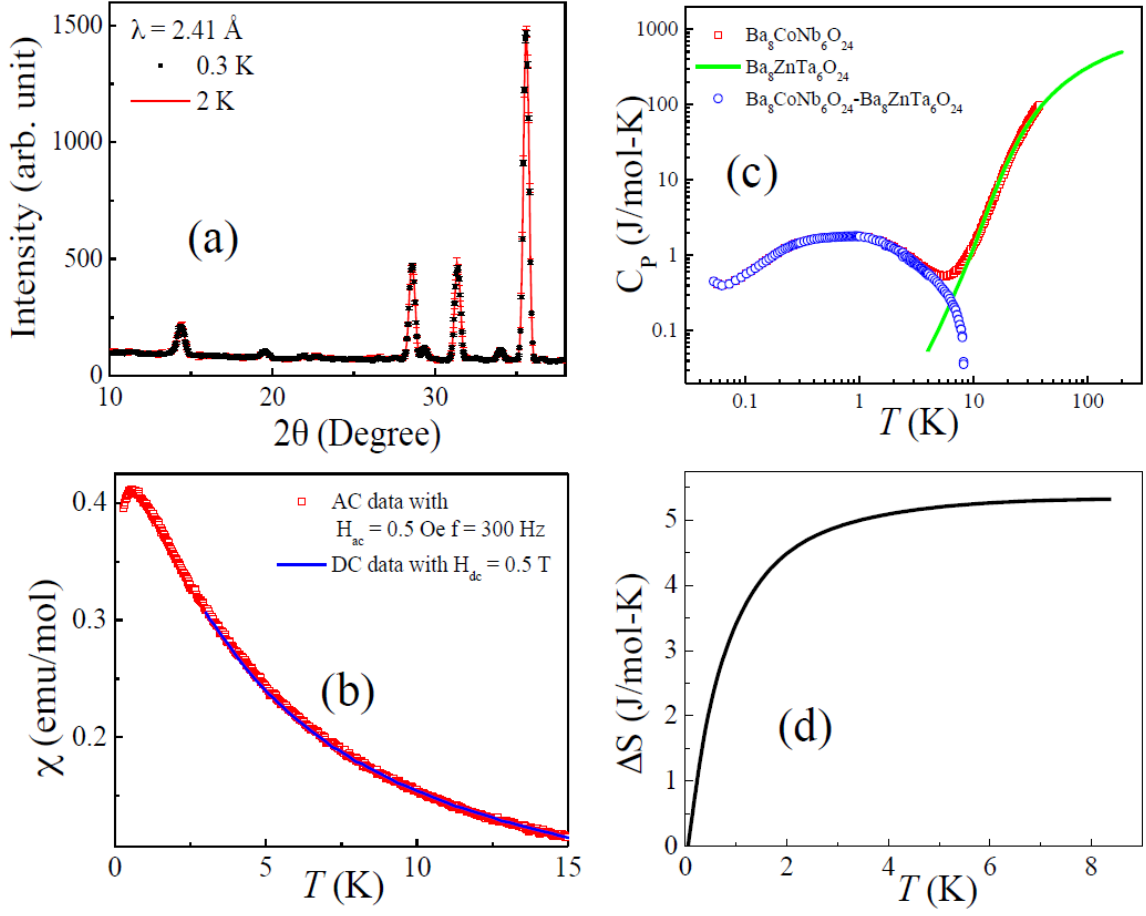 λ = 2.41 Å
0.3 K
2 K
(a)
Intensity (arb. unit)
1500
1000
500
0
10
20
30
2θ (Degree)
Ba₈CoNb₆O₂₄
Ba₈ZnTa₆O₂₄
Ba₈CoNb₆O₂₄-Ba₈ZnTa₆O₂₄
(c)
C_P (J/mol-K)
1000
100
10
1
0.1
0.1
1
10
100
T (K)
AC data with
H_ac = 0.5 Oe f = 300 Hz
DC data with H_dc = 0.5 T
(b)
χ (emu/mol)
0.4
0.3
0.2
0
5
10
15
T (K)
(d)
ΔS (J/mol-K)
5
4
3
2
1
0
0
2
4
6
8
T (K)